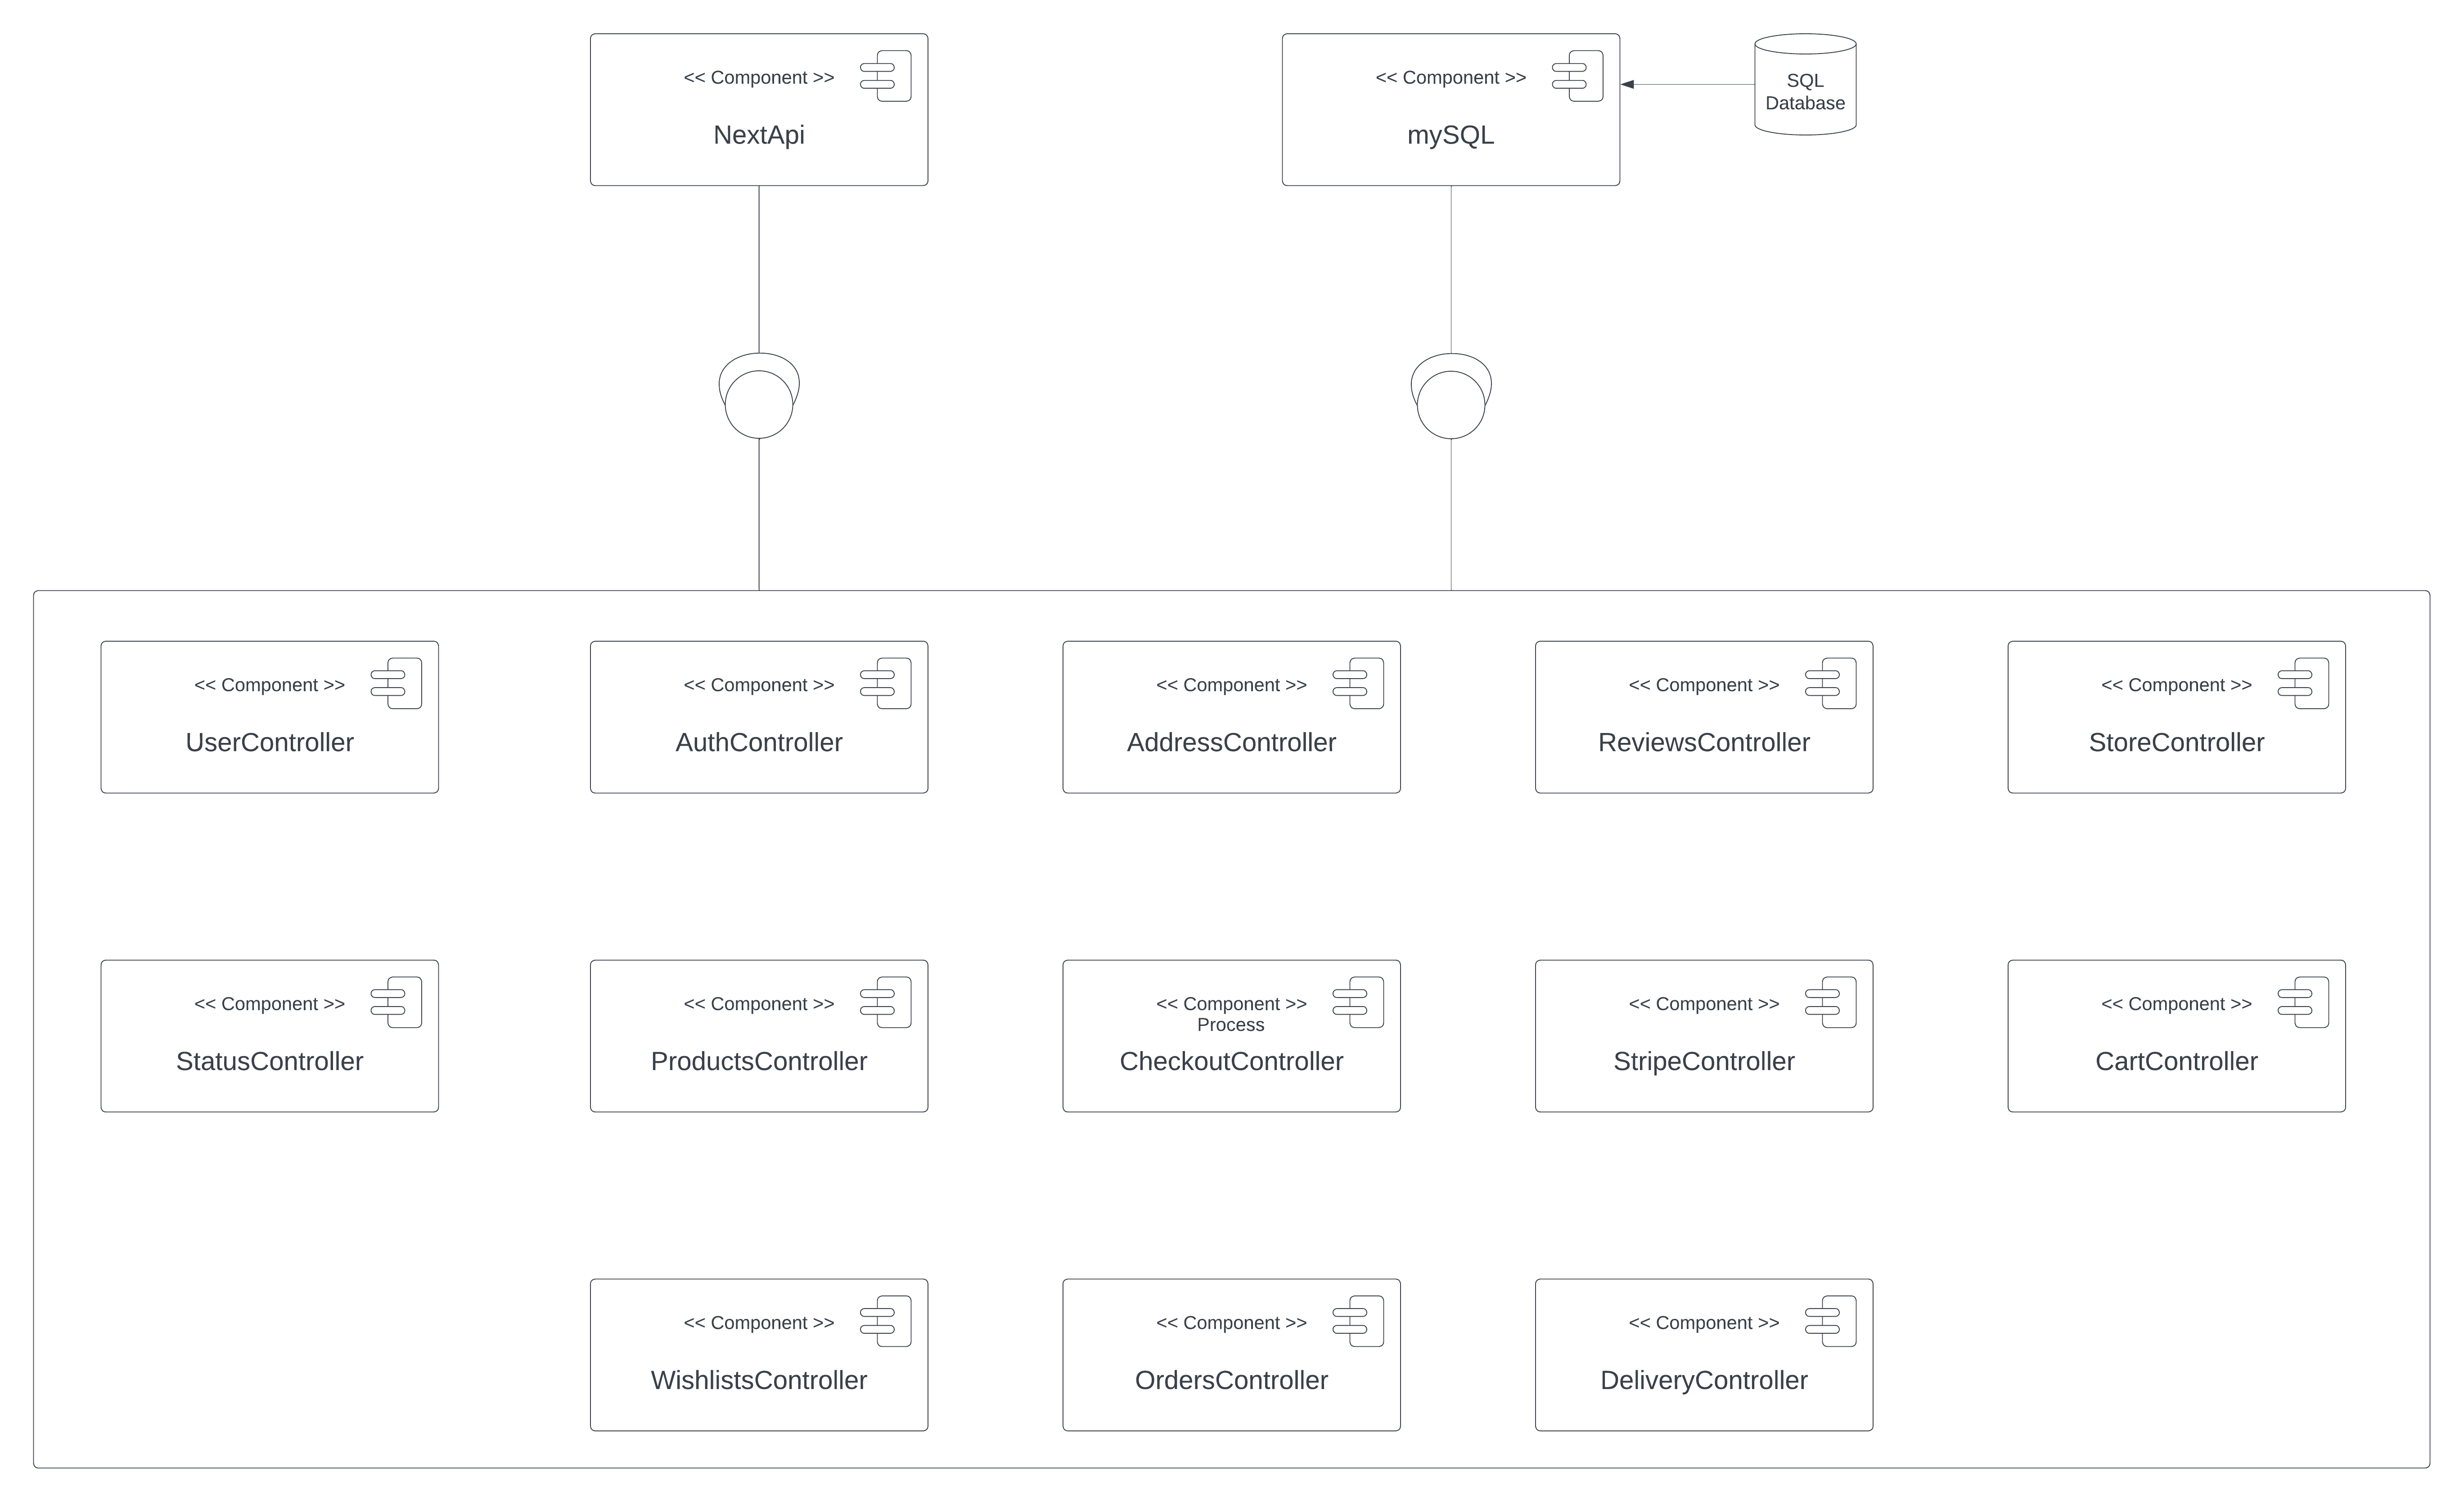 << Component >>
NextApi
<< Component >>
mySQL
SQL
Database
<< Component >>
UserController
<< Component >>
AuthController
<< Component >>
AddressController
<< Component >>
ReviewsController
<< Component >>
StoreController
<< Component >>
StatusController
<< Component >>
ProductsController
<< Component >>
Process
CheckoutController
<< Component >>
StripeController
<< Component >>
CartController
<< Component >>
WishlistsController
<< Component >>
OrdersController
<< Component >>
DeliveryController